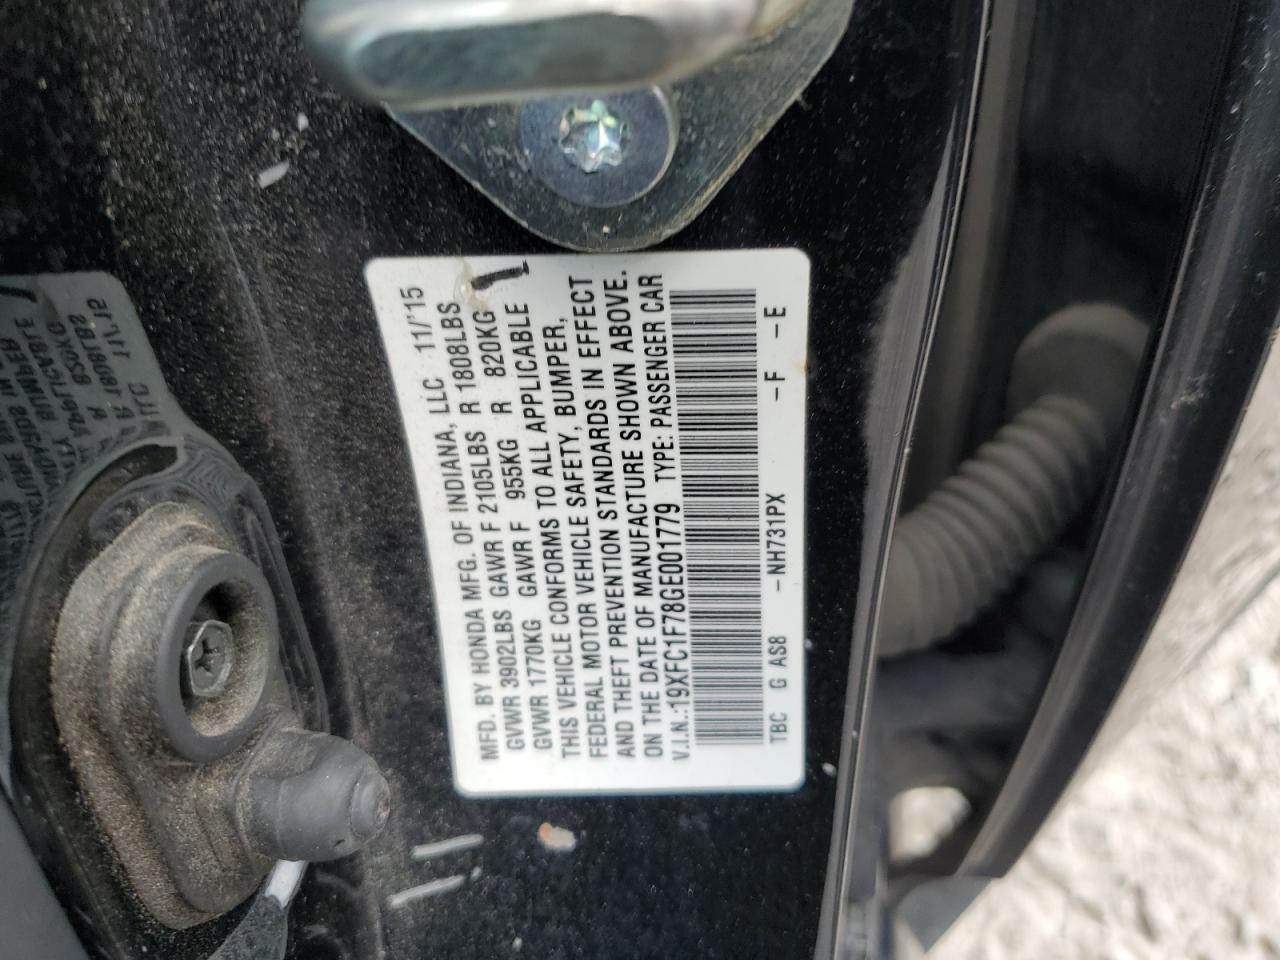 MFD. BY HONDA MFG. OF INDIANA, LLC 11/'15
GVWR 3902LBS GAWR F 2105LBS R 1808LBS
GVWR 1770KG GAWR F 955KG R 820KG
THIS VEHICLE CONFORMS TO ALL APPLICABLE
FEDERAL MOTOR VEHICLE SAFETY, BUMPER,
AND THEFT PREVENTION STANDARDS IN EFFECT
ON THE DATE OF MANUFACTURE SHOWN ABOVE.
V.I.N.:19XFC1F78GE001779 TYPE: PASSENGER CAR
TBC G AS8 -NH731PX -F -E